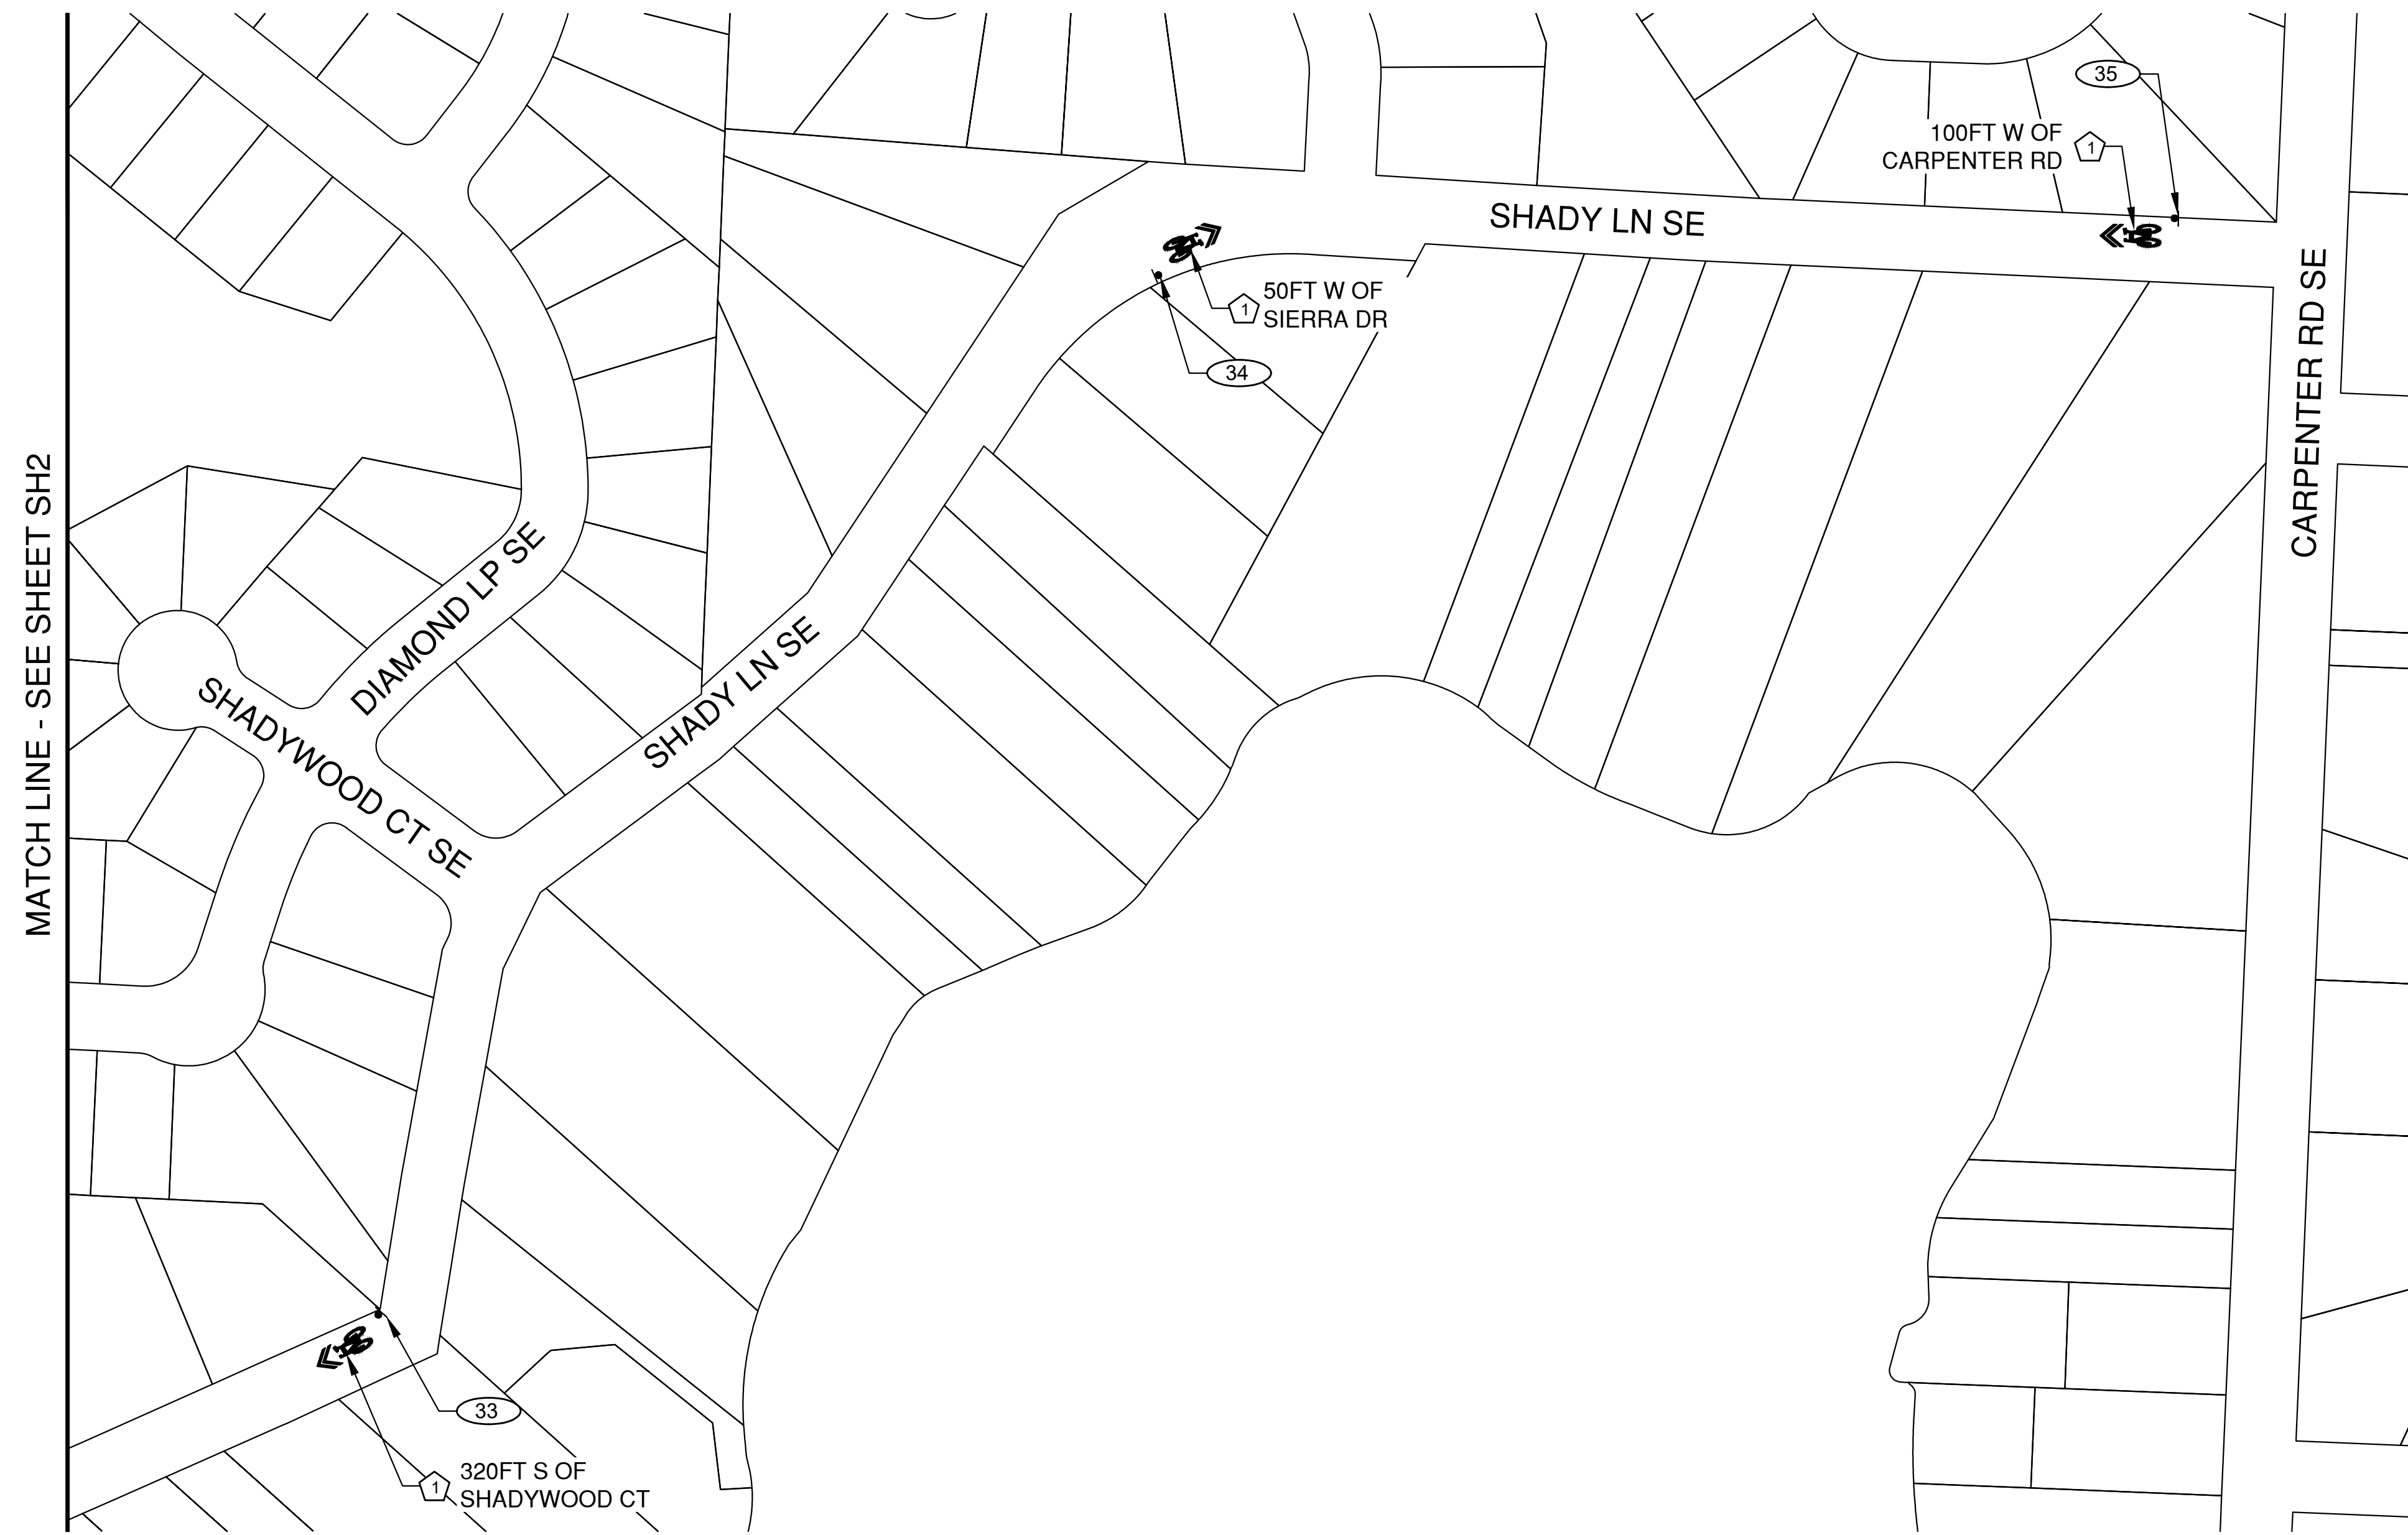 35
100FT W OF
CARPENTER RD
1
SHADY LN SE
50FT W OF
SIERRA DR
1
34
CARPENTER RD SE
MATCH LINE - SEE SHEET SH2
DIAMOND LP SE
SHADY LN SE
SHADYWOOD CT SE
33
320FT S OF
SHADYWOOD CT
1